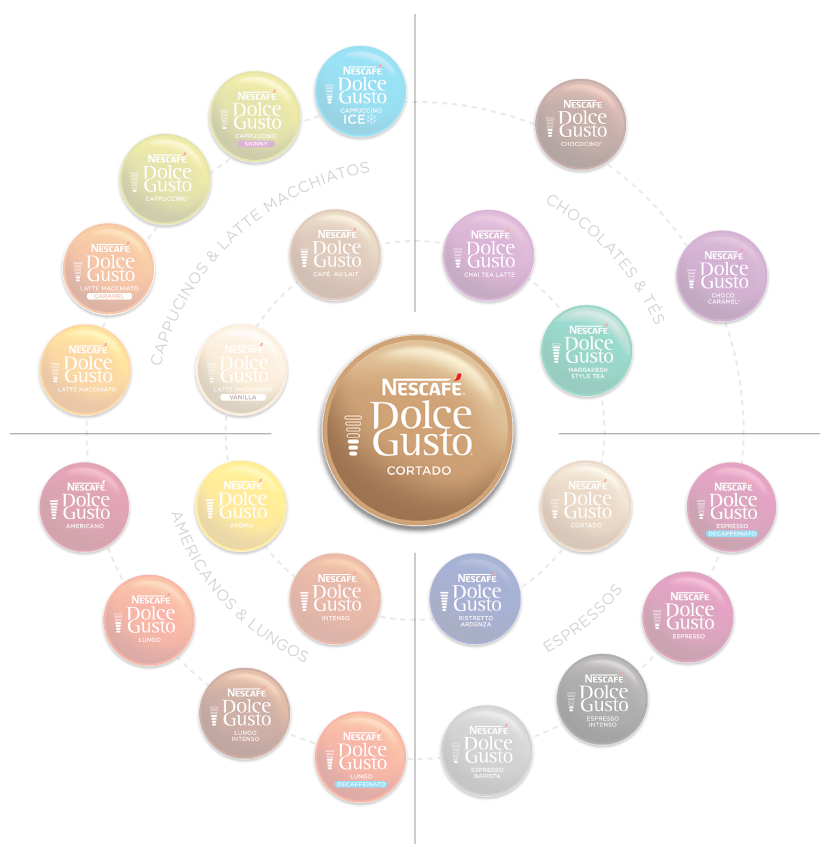 NESCAFÉ
Dolce
Gusto
CAPPUCCINO
ICE
NESCAFÉ
Dolce
Gusto
CAPPUCCINO
SKINNY
NESCAFÉ
Dolce
Gusto
CAPPUCCINO
NESCAFÉ
Dolce
Gusto
LATTE MACCHIATO
CARAMEL
NESCAFÉ
Dolce
Gusto
LATTE MACCHIATO
CAPPUCINOS & LATTE MACCHIATOS
NESCAFÉ
Dolce
Gusto
CAFÉ AU LAIT
NESCAFÉ
Dolce
Gusto
LATTE MACCHIATO
VANILLA
NESCAFÉ
Dolce
Gusto
CHOCOCINO
CHOCOLATES & TÉS
NESCAFÉ
Dolce
Gusto
CHAI TEA LATTE
NESCAFÉ
Dolce
Gusto
CHOCO
CARAMEL
NESCAFÉ
Dolce
Gusto
MARRAKESH
STYLE TEA
NESCAFÉ
Dolce
Gusto
CORTADO
NESCAFÉ
Dolce
Gusto
AMERICANO
NESCAFÉ
Dolce
Gusto
AROMA
AMERICANOS & LUNGOS
NESCAFÉ
Dolce
Gusto
INTENSO
NESCAFÉ
Dolce
Gusto
LUNGO
NESCAFÉ
Dolce
Gusto
LUNGO
INTENSO
NESCAFÉ
Dolce
Gusto
LUNGO
DECAFFEINATO
NESCAFÉ
Dolce
Gusto
CORTADO
NESCAFÉ
Dolce
Gusto
ESPRESSO
DECAFFEINATO
NESCAFÉ
Dolce
Gusto
RISTRETTO
ARDENZA
ESPRESSOS
NESCAFÉ
Dolce
Gusto
ESPRESSO
NESCAFÉ
Dolce
Gusto
ESPRESSO
INTENSO
NESCAFÉ
Dolce
Gusto
ESPRESSO
BARISTA